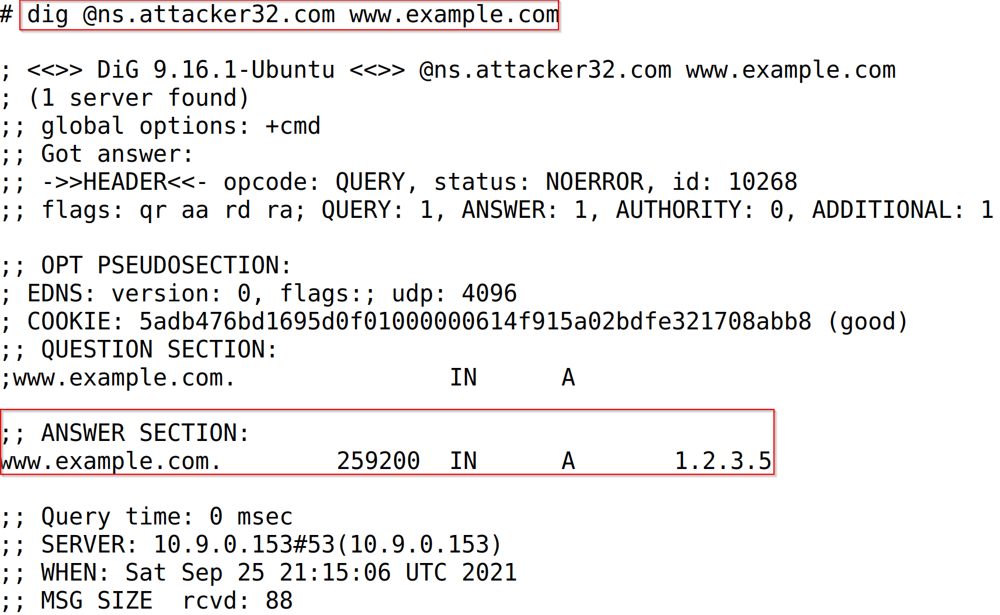 # dig @ns.attacker32.com www.example.com
; <<>> DiG 9.16.1-Ubuntu <<>> @ns.attacker32.com www.example.com
; (1 server found)
;; global options: +cmd
;; Got answer:
;; ->>HEADER<<- opcode: QUERY, status: NOERROR, id: 10268
;; flags: qr aa rd ra; QUERY: 1, ANSWER: 1, AUTHORITY: 0, ADDITIONAL: 1
;; OPT PSEUDOSECTION:
; EDNS: version: 0, flags:; udp: 4096
; COOKIE: 5adb476bd1695d0f01000000614f915a02bdfe321708abb8 (good)
;; QUESTION SECTION:
;www.example.com. IN A
;; ANSWER SECTION:
www.example.com. 259200 IN A 1.2.3.5
;; Query time: 0 msec
;; SERVER: 10.9.0.153#53(10.9.0.153)
;; WHEN: Sat Sep 25 21:15:06 UTC 2021
;; MSG SIZE  rcvd: 88